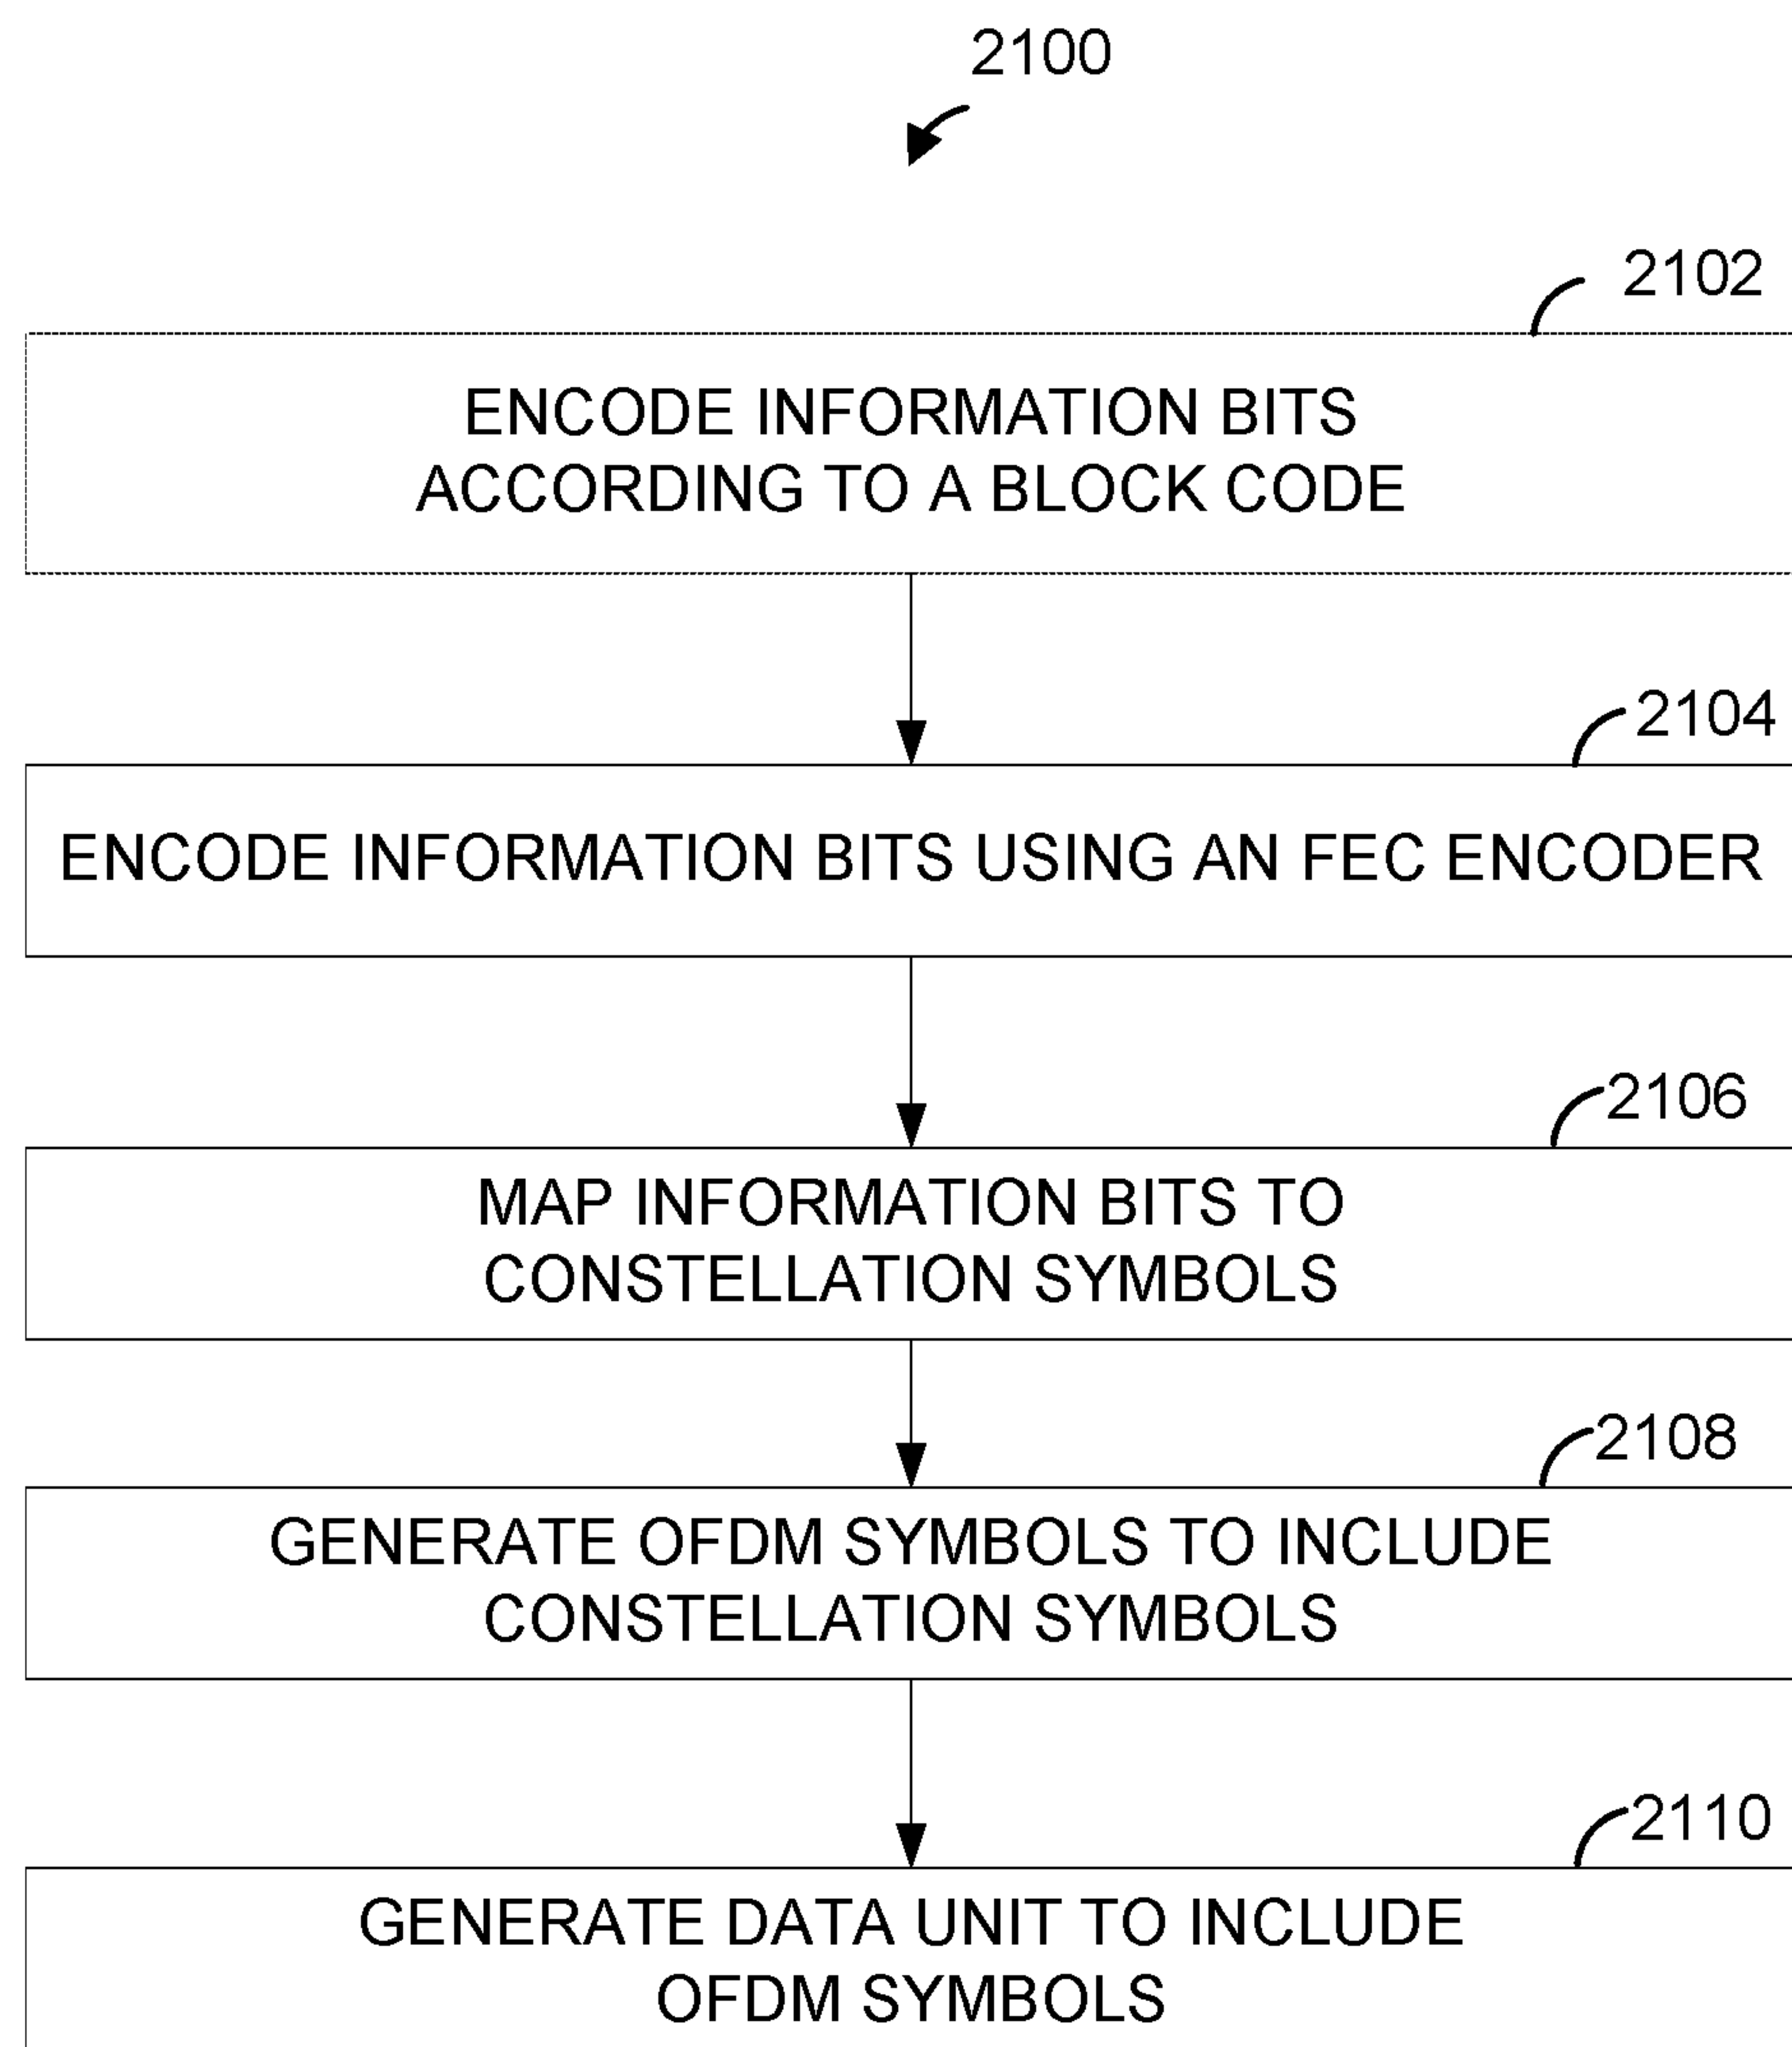 2100
2102
ENCODE INFORMATION BITS
ACCORDING TO A BLOCK CODE
2104
ENCODE INFORMATION BITS USING AN FEC ENCODER
2106
MAP INFORMATION BITS TO
CONSTELLATION SYMBOLS
2108
GENERATE OFDM SYMBOLS TO INCLUDE
CONSTELLATION SYMBOLS
2110
GENERATE DATA UNIT TO INCLUDE
OFDM SYMBOLS